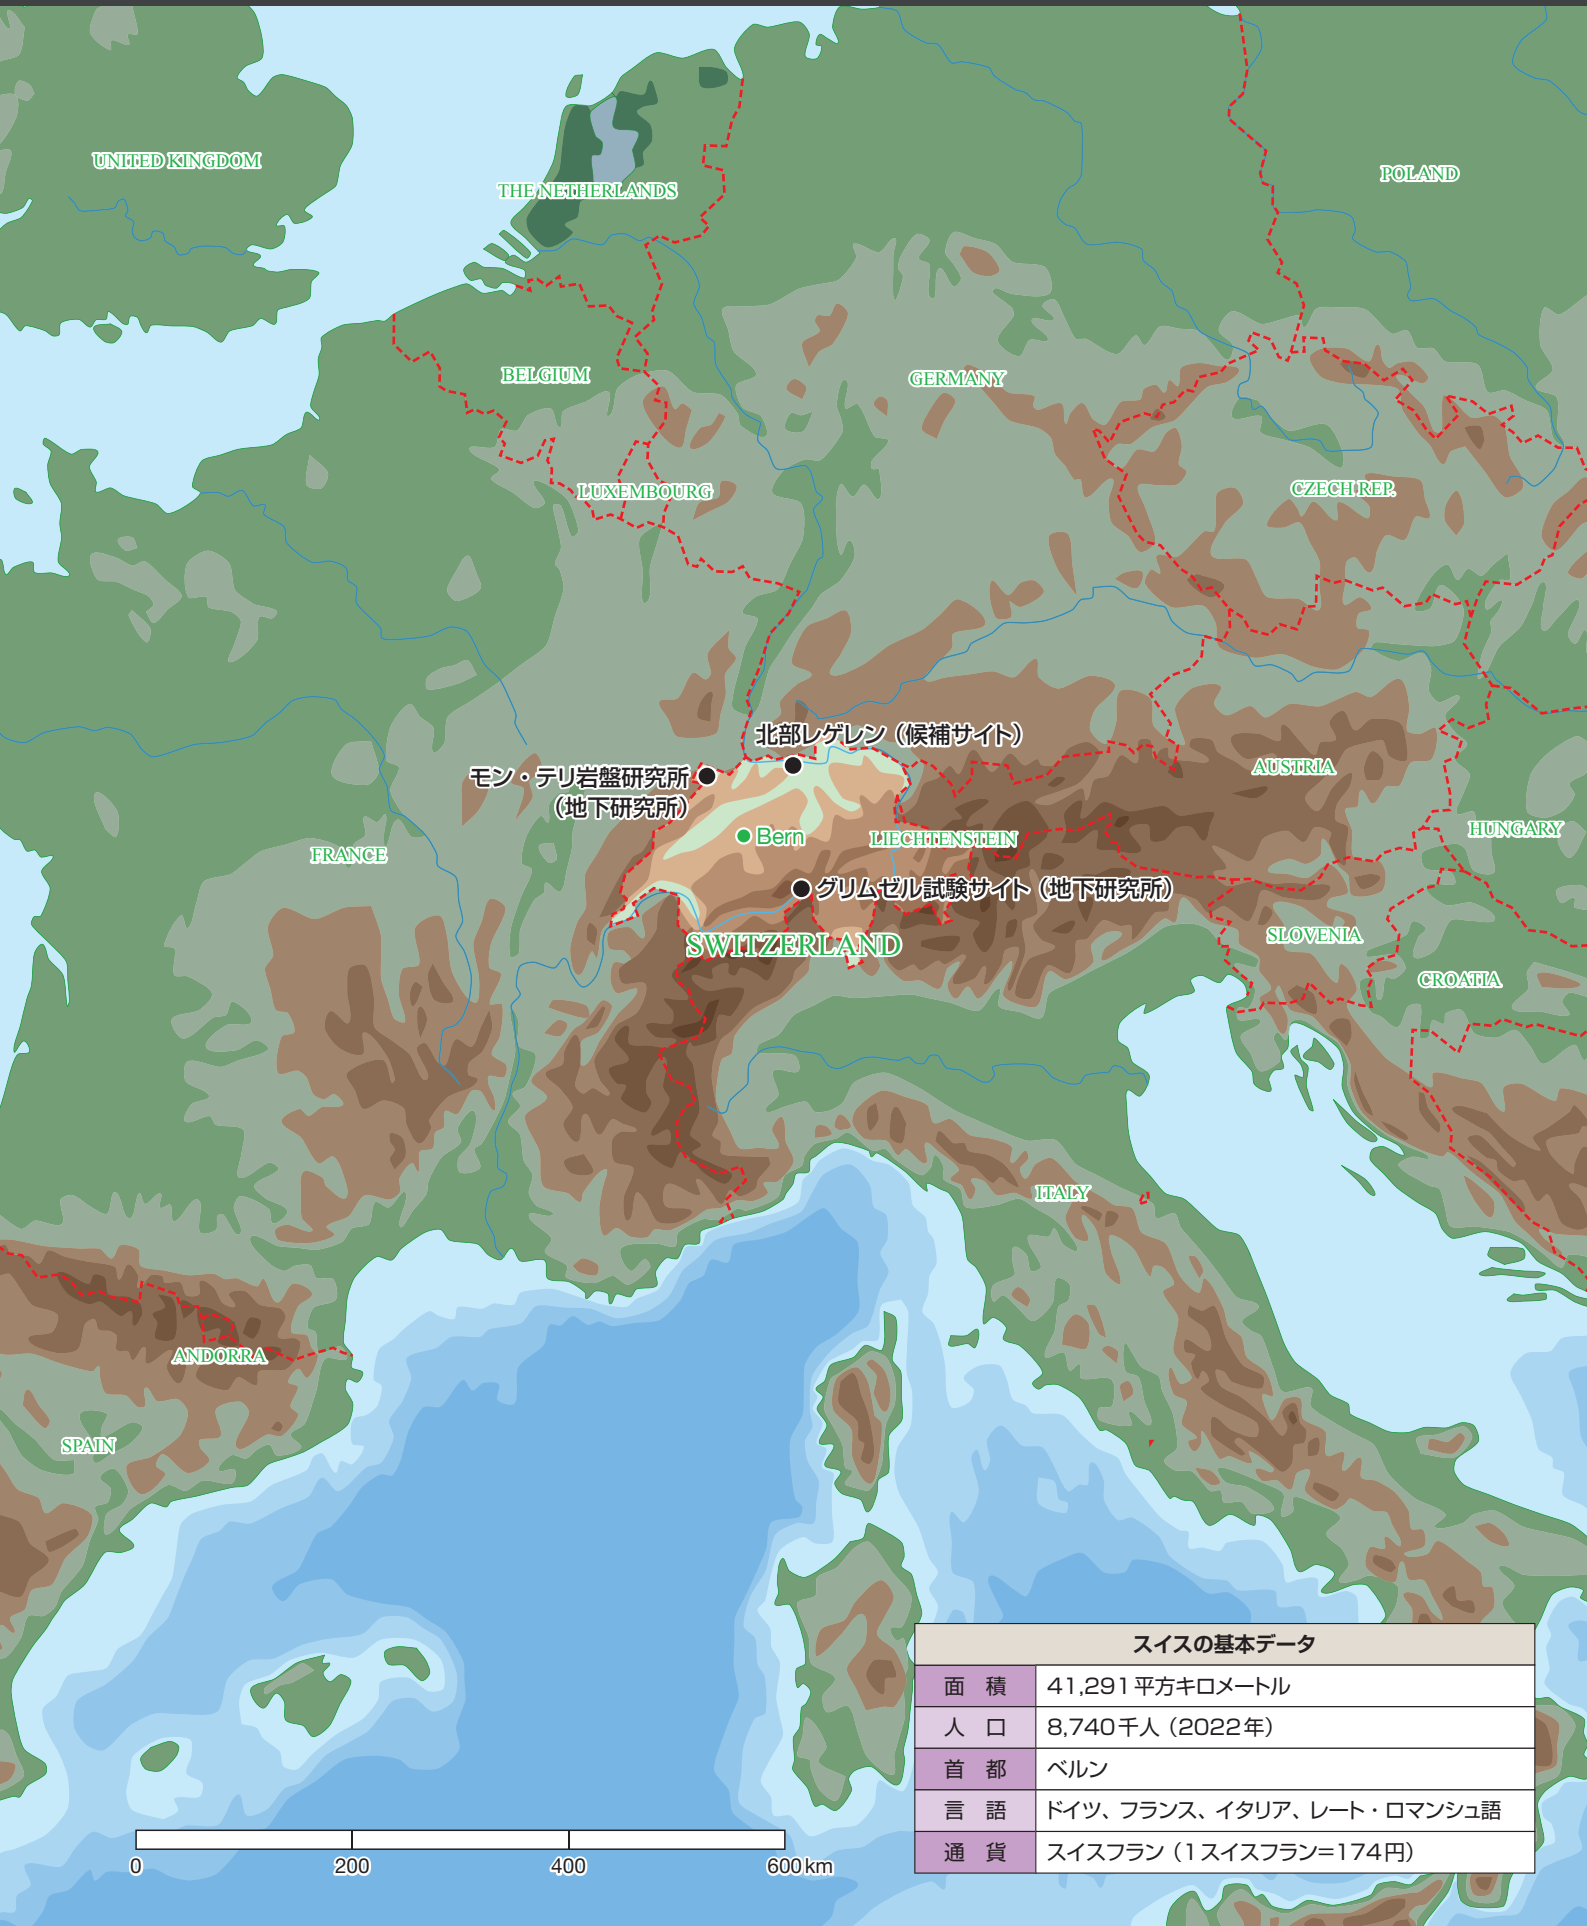 UNITED KINGDOM
THE NETHERLANDS
POLAND
BELGIUM
GERMANY
LUXEMBOURG
CZECH REP.
北部レゲレン（候補サイト）
モン・テリ岩盤研究所
（地下研究所）
AUSTRIA
Bern
LIECHTENSTEIN
HUNGARY
FRANCE
グリムゼル試験サイト（地下研究所）
SWITZERLAND
SLOVENIA
CROATIA
ITALY
ANDORRA
SPAIN
スイスの基本データ
面　積 41,291平方キロメートル
人　口 8,740千人（2022年）
首　都 ベルン
言　語 ドイツ、フランス、イタリア、レート・ロマンシュ語
通　貨 スイスフラン（1スイスフラン＝174円）
0 200 400 600km